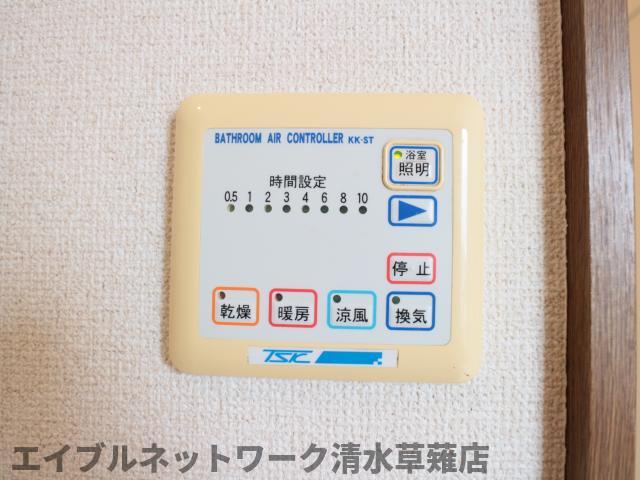 BATHROOM AIR CONTROLLER KK-ST
浴室
照明
時間設定
0.5 1 2 3 4 6 8 10
停止
乾燥 暖房 涼風 換気
TSK
エイブルネットワーク清水草薙店